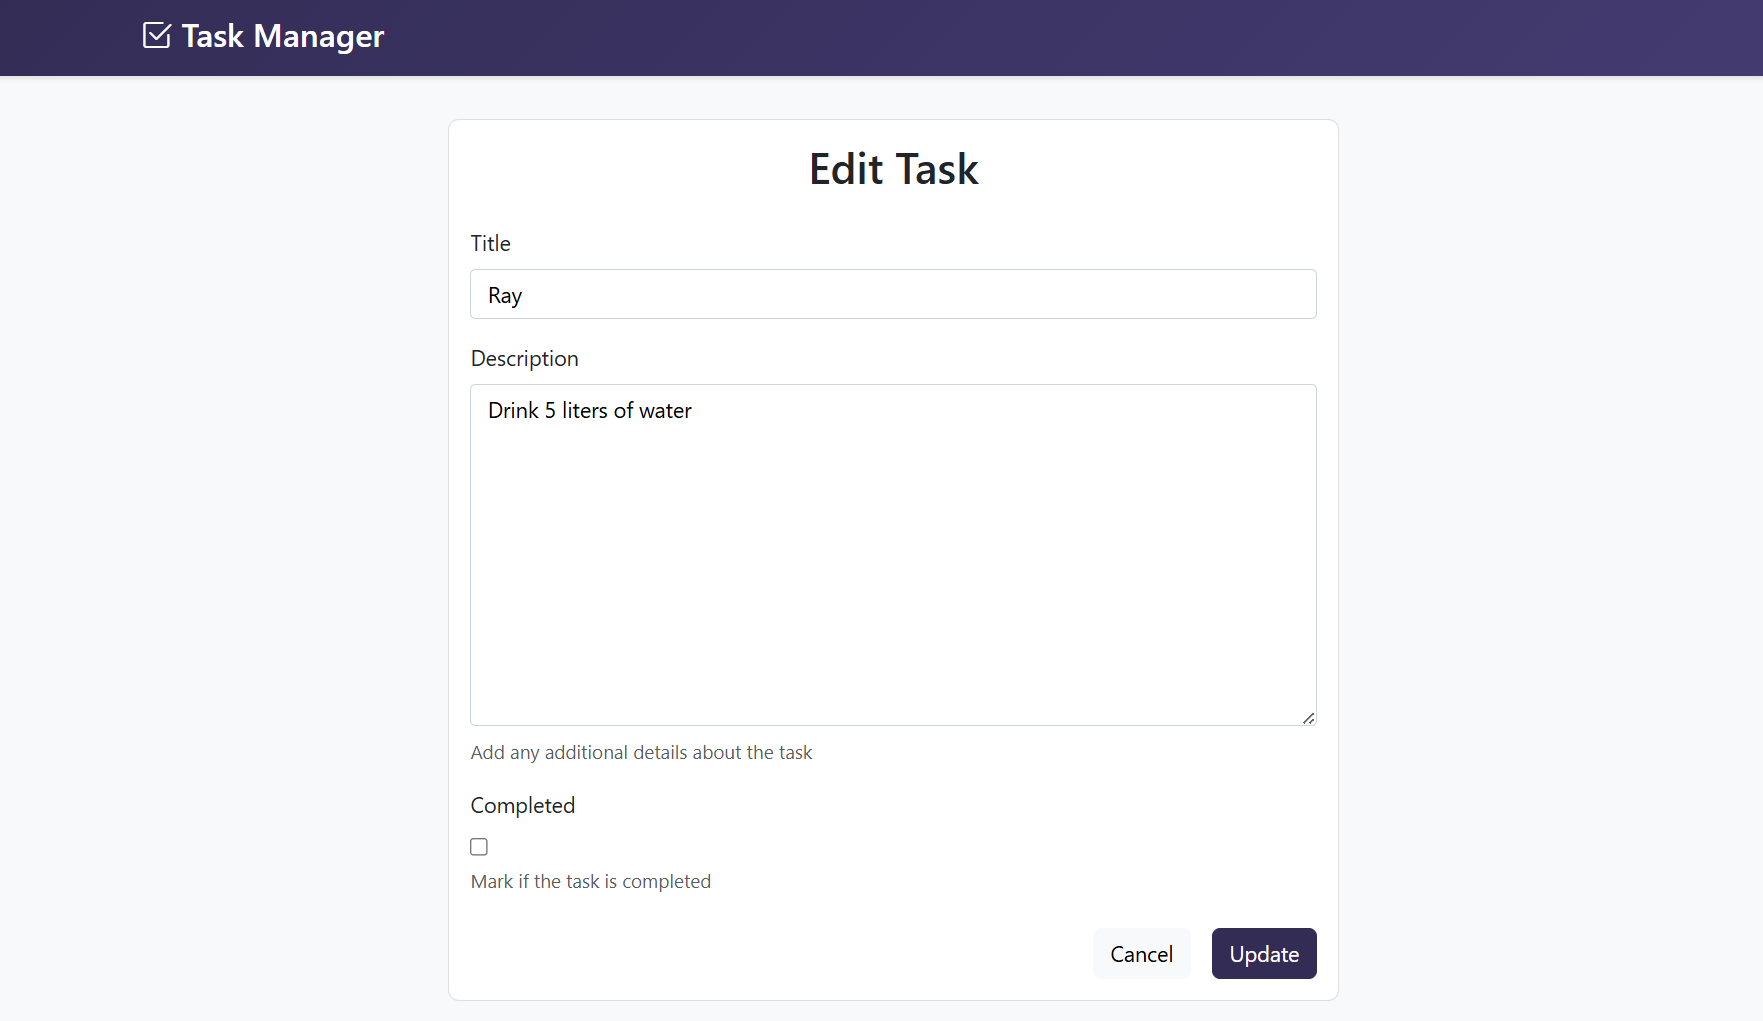 Task Manager
Edit Task
Title
Ray
Description
Drink 5 liters of water
Add any additional details about the task
Completed
Mark if the task is completed
Cancel Update